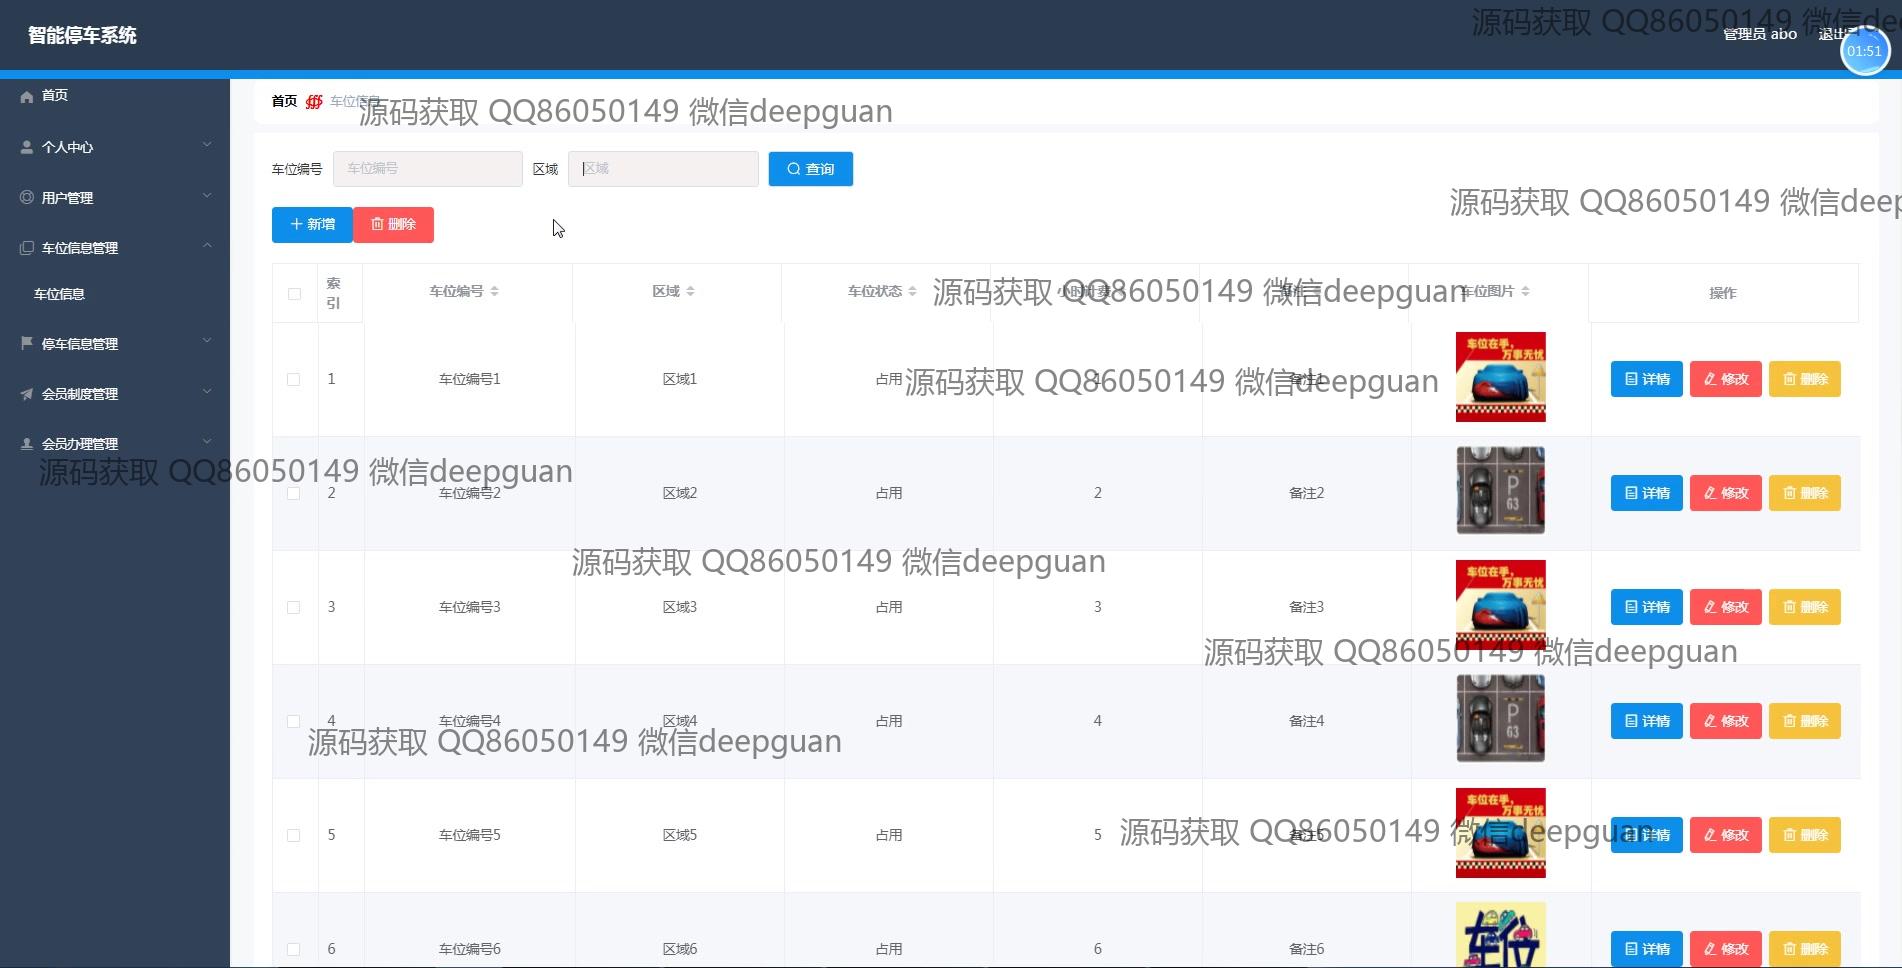 智能停车系统
源码获取 QQ86050149 微信de
管理员 abo
退出
01:51
首页
个人中心
用户管理
车位信息管理
车位信息
停车信息管理
会员制度管理
会员办理管理
首页 车位信息
源码获取 QQ86050149 微信deepguan
车位编号 车位编号 区域 区域 查询
源码获取 QQ86050149 微信deep
新增 删除
索引 车位编号 区域 车位状态 小时计费 备注 车位图片 操作
源码获取 QQ86050149 微信deepguan
1 车位编号1 区域1 占用 1 备注1 车位在手, 万事无忧 详情 修改 删除
源码获取 QQ86050149 微信deepguan
源码获取 QQ86050149 微信deepguan
2 车位编号2 区域2 占用 2 备注2 P 63 详情 修改 删除
源码获取 QQ86050149 微信deepguan
3 车位编号3 区域3 占用 3 备注3 车位在手, 万事无忧 详情 修改 删除
源码获取 QQ86050149 微信deepguan
4 车位编号4 区域4 占用 4 备注4 P 63 详情 修改 删除
源码获取 QQ86050149 微信deepguan
5 车位编号5 区域5 占用 5 备注5 车位在手, 万事无忧 详情 修改 删除
源码获取 QQ86050149 微信deepguan
6 车位编号6 区域6 占用 6 备注6 车位 详情 修改 删除